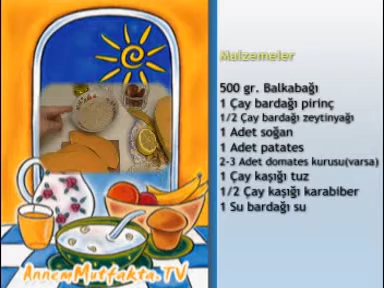 Malzemeler
500 gr. Balkabağı
1 Çay bardağı pirinç
1/2 Çay bardağı zeytinyağı
1 Adet soğan
1 Adet patates
2-3 Adet domates kurusu(varsa)
1 Çay kaşığı tuz
1/2 Çay kaşığı karabiber
1 Su bardağı su
AnnemMutfakta.TV